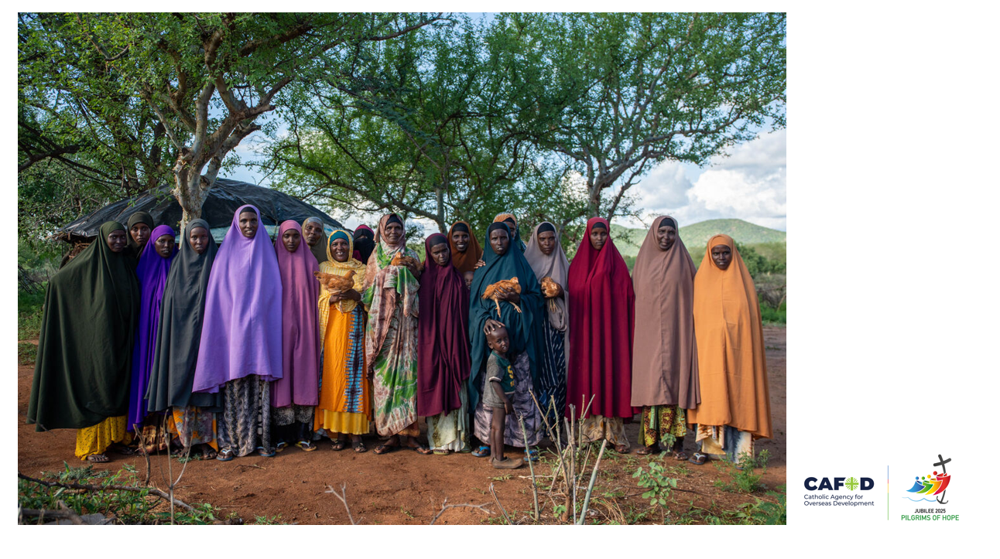 CAFOD
Catholic Agency for
Overseas Development
JUBILEE 2025
PILGRIMS OF HOPE